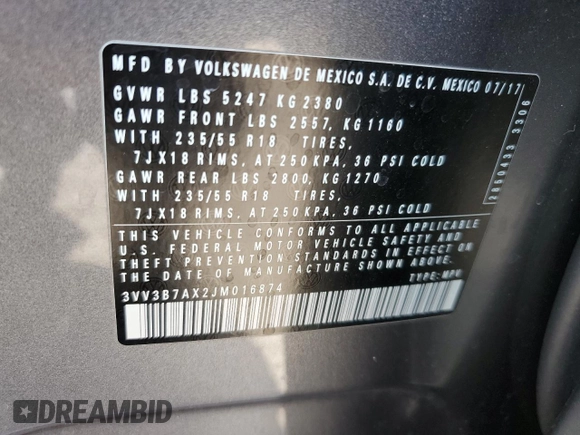 MFD BY VOLKSWAGEN DE MEXICO S.A. DE C.V. MEXICO 07/17
GVWR LBS 5247 KG 2380
GAWR FRONT LBS 2557, KG 1160
WITH 235/55 R18 TIRES,
7JX18 RIMS, AT 250 KPA, 36 PSI COLD
GAWR REAR LBS 2800, KG 1270
WITH 235/55 R18 TIRES,
7JX18 RIMS, AT 250 KPA, 36 PSI COLD
THIS VEHICLE CONFORMS TO ALL APPLICABLE
U.S. FEDERAL MOTOR VEHICLE SAFETY AND
THEFT PREVENTION STANDARDS IN EFFECT ON
THE DATE OF MANUFACTURE SHOWN ABOVE.
3VV3B7AX2JM016874 TYPE: MPV
2850433 3306
DREAMBID